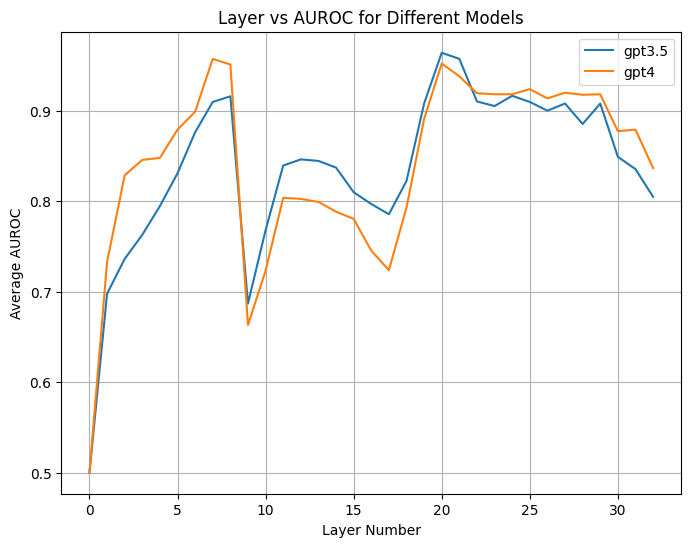 Layer vs AUROC for Different Models
gpt3.5
gpt4
Average AUROC
0.9
0.8
0.7
0.6
0.5
0 5 10 15 20 25 30
Layer Number